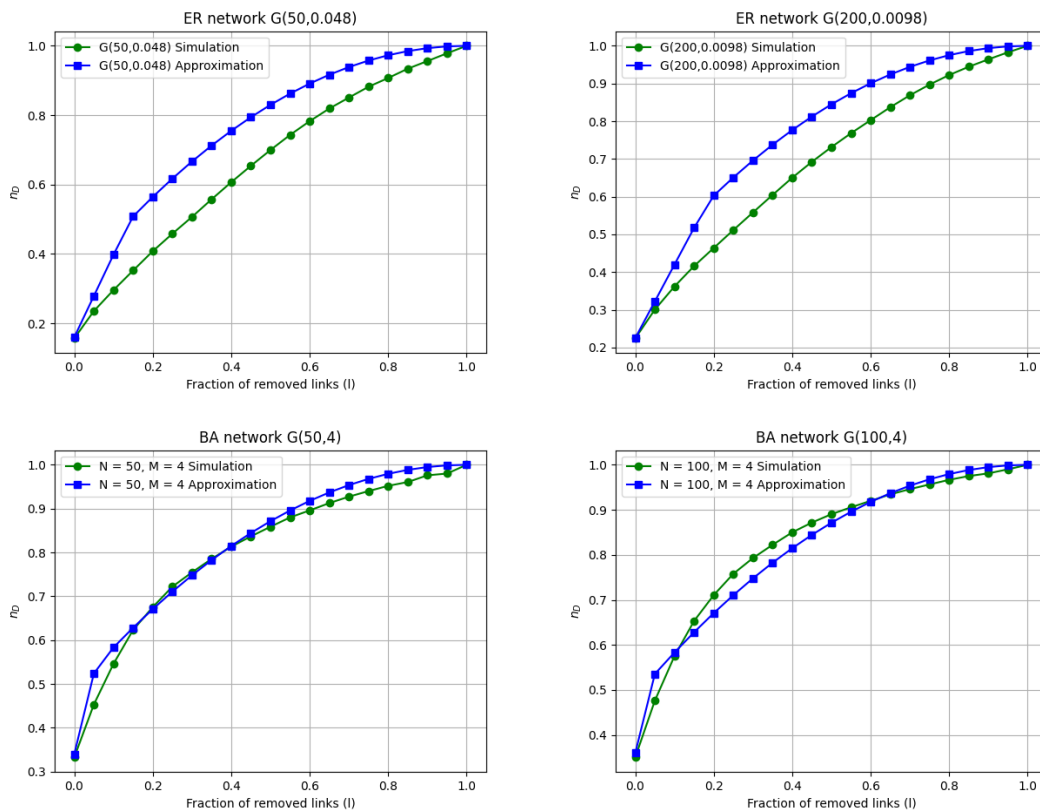 ER network G(50,0.048)
G(50,0.048) Simulation
G(50,0.048) Approximation
1.0
0.8
0.6
0.4
0.2
n_D
0.0 0.2 0.4 0.6 0.8 1.0
Fraction of removed links (l)
ER network G(200,0.0098)
G(200,0.0098) Simulation
G(200,0.0098) Approximation
1.0
0.9
0.8
0.7
0.6
0.5
0.4
0.3
0.2
n_D
0.0 0.2 0.4 0.6 0.8 1.0
Fraction of removed links (l)
BA network G(50,4)
N = 50, M = 4 Simulation
N = 50, M = 4 Approximation
1.0
0.9
0.8
0.7
0.6
0.5
0.4
0.3
n_D
0.0 0.2 0.4 0.6 0.8 1.0
Fraction of removed links (l)
BA network G(100,4)
N = 100, M = 4 Simulation
N = 100, M = 4 Approximation
1.0
0.9
0.8
0.7
0.6
0.5
0.4
n_D
0.0 0.2 0.4 0.6 0.8 1.0
Fraction of removed links (l)